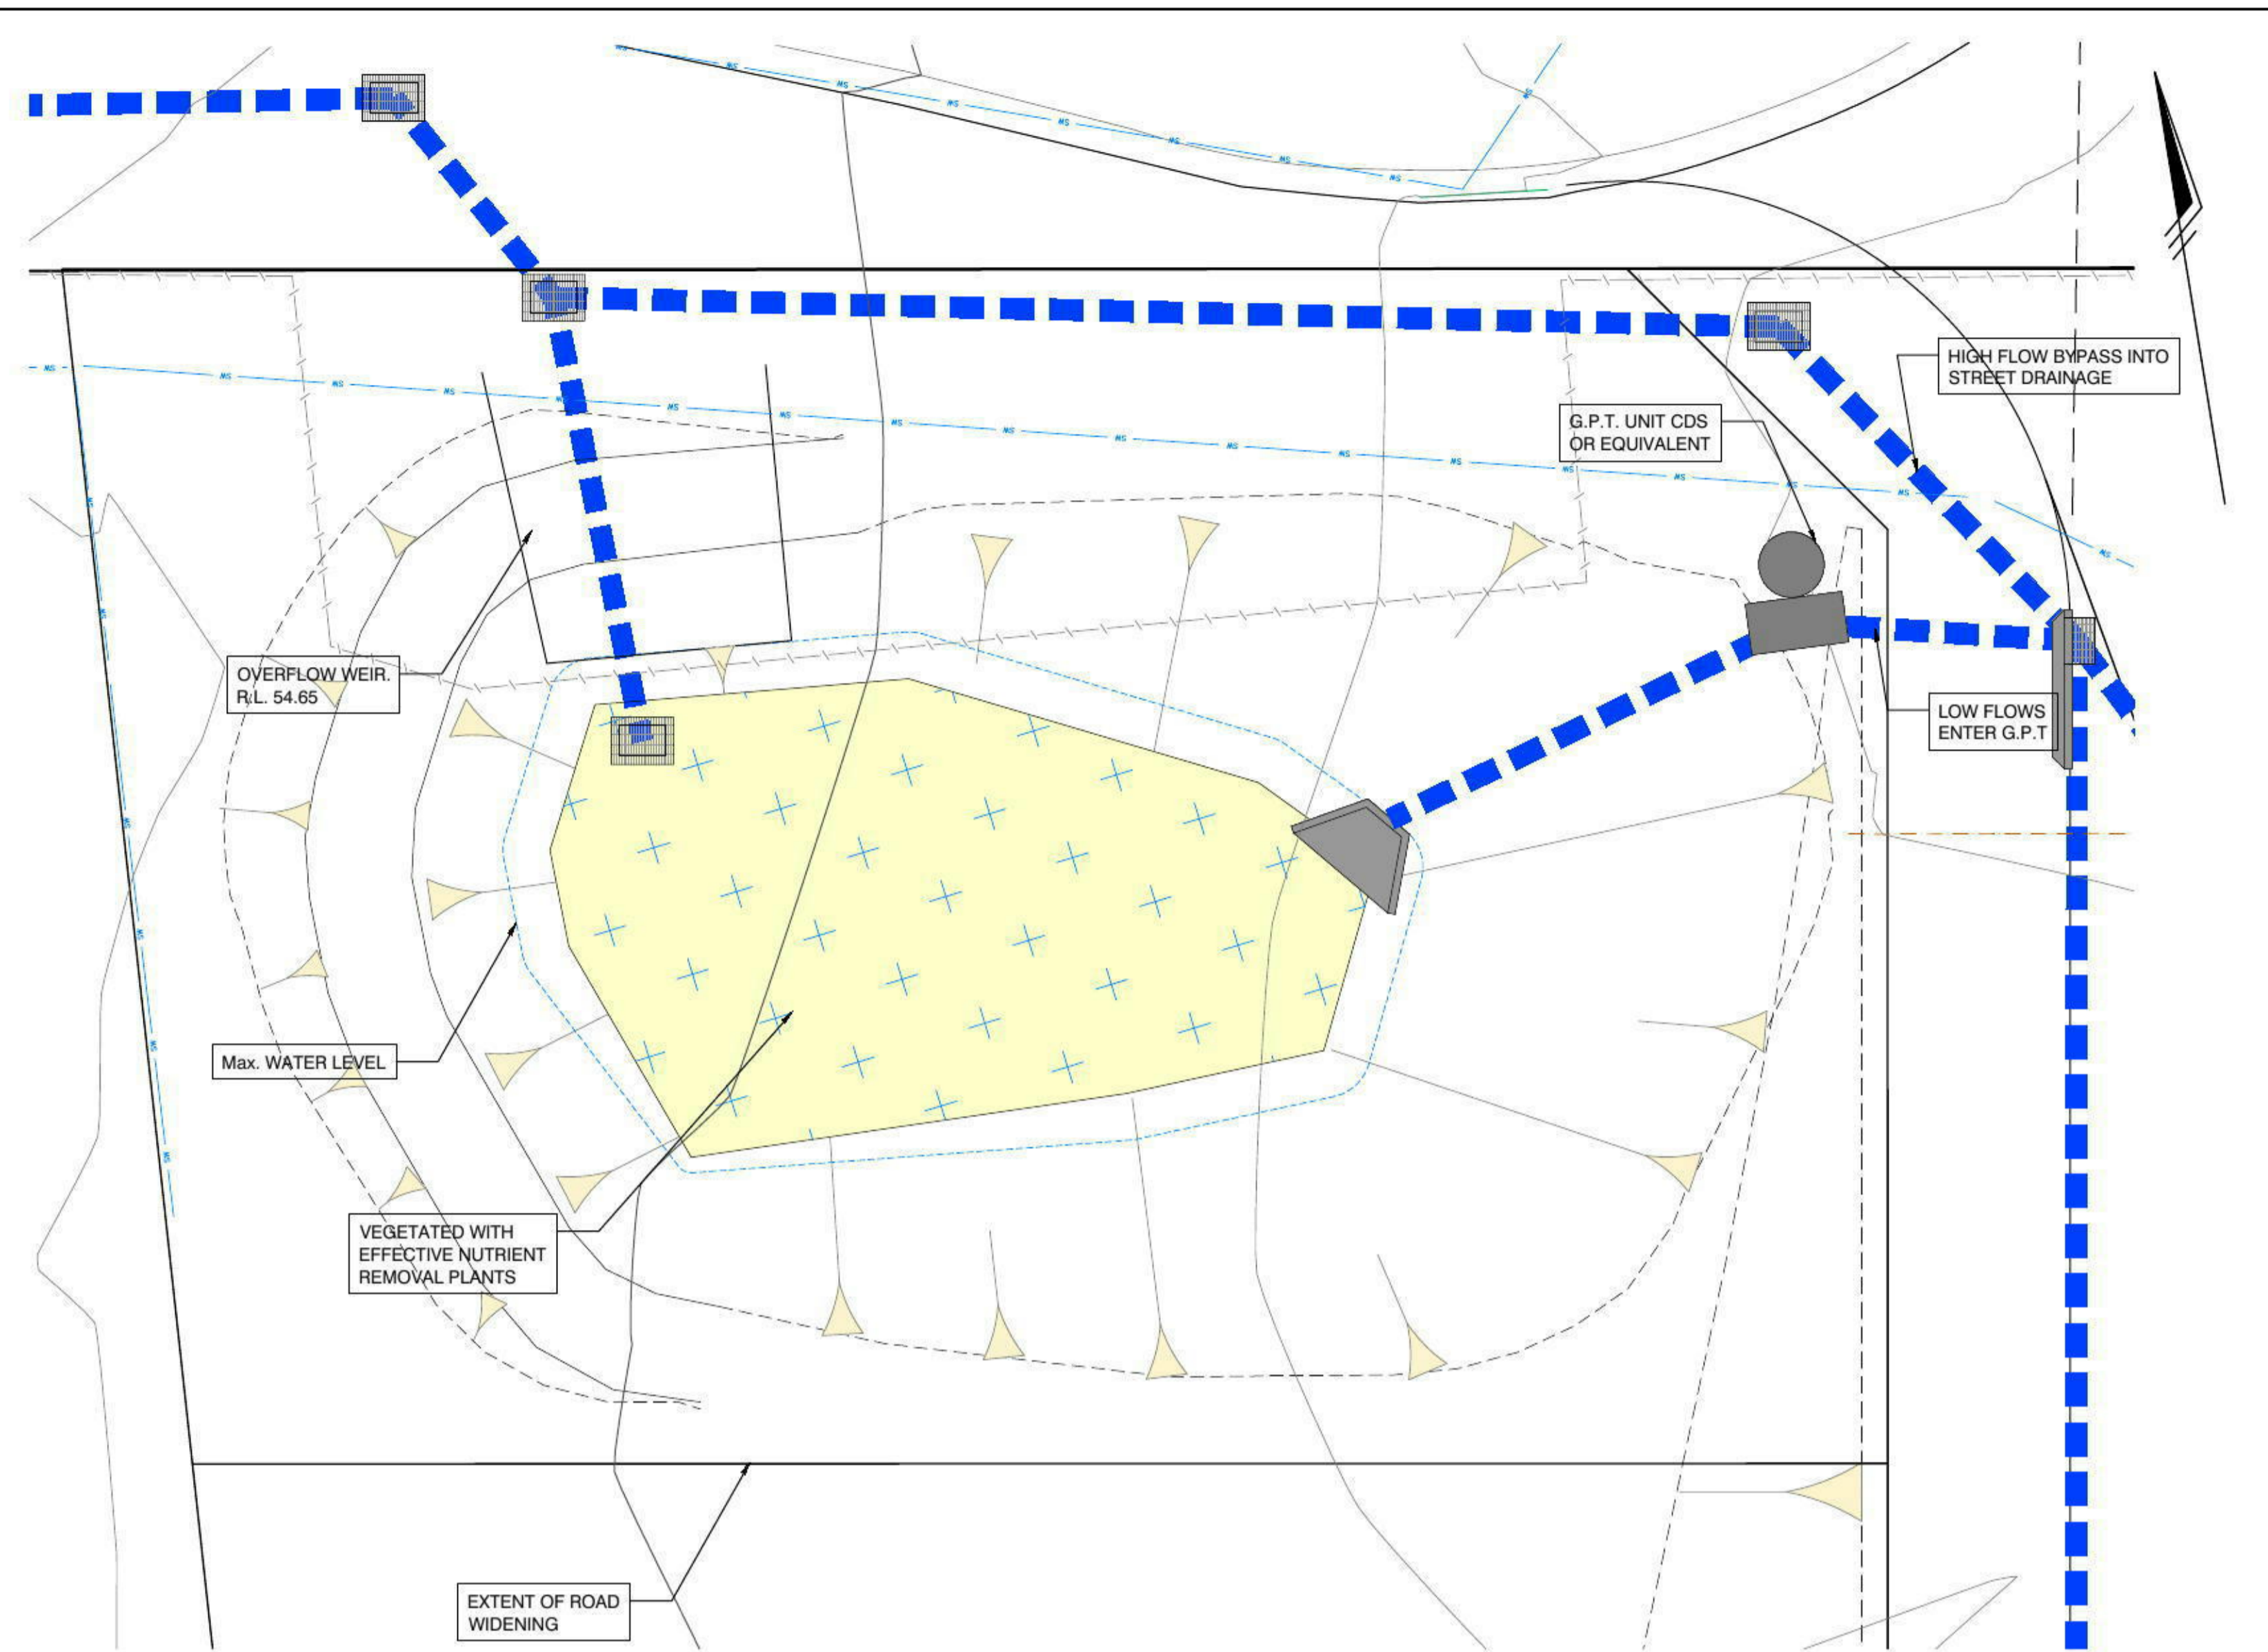 HIGH FLOW BYPASS INTO
STREET DRAINAGE
G.P.T. UNIT CDS
OR EQUIVALENT
OVERFLOW WEIR.
R.L. 54.65
LOW FLOWS
ENTER G.P.T
Max. WATER LEVEL
VEGETATED WITH
EFFECTIVE NUTRIENT
REMOVAL PLANTS
EXTENT OF ROAD
WIDENING